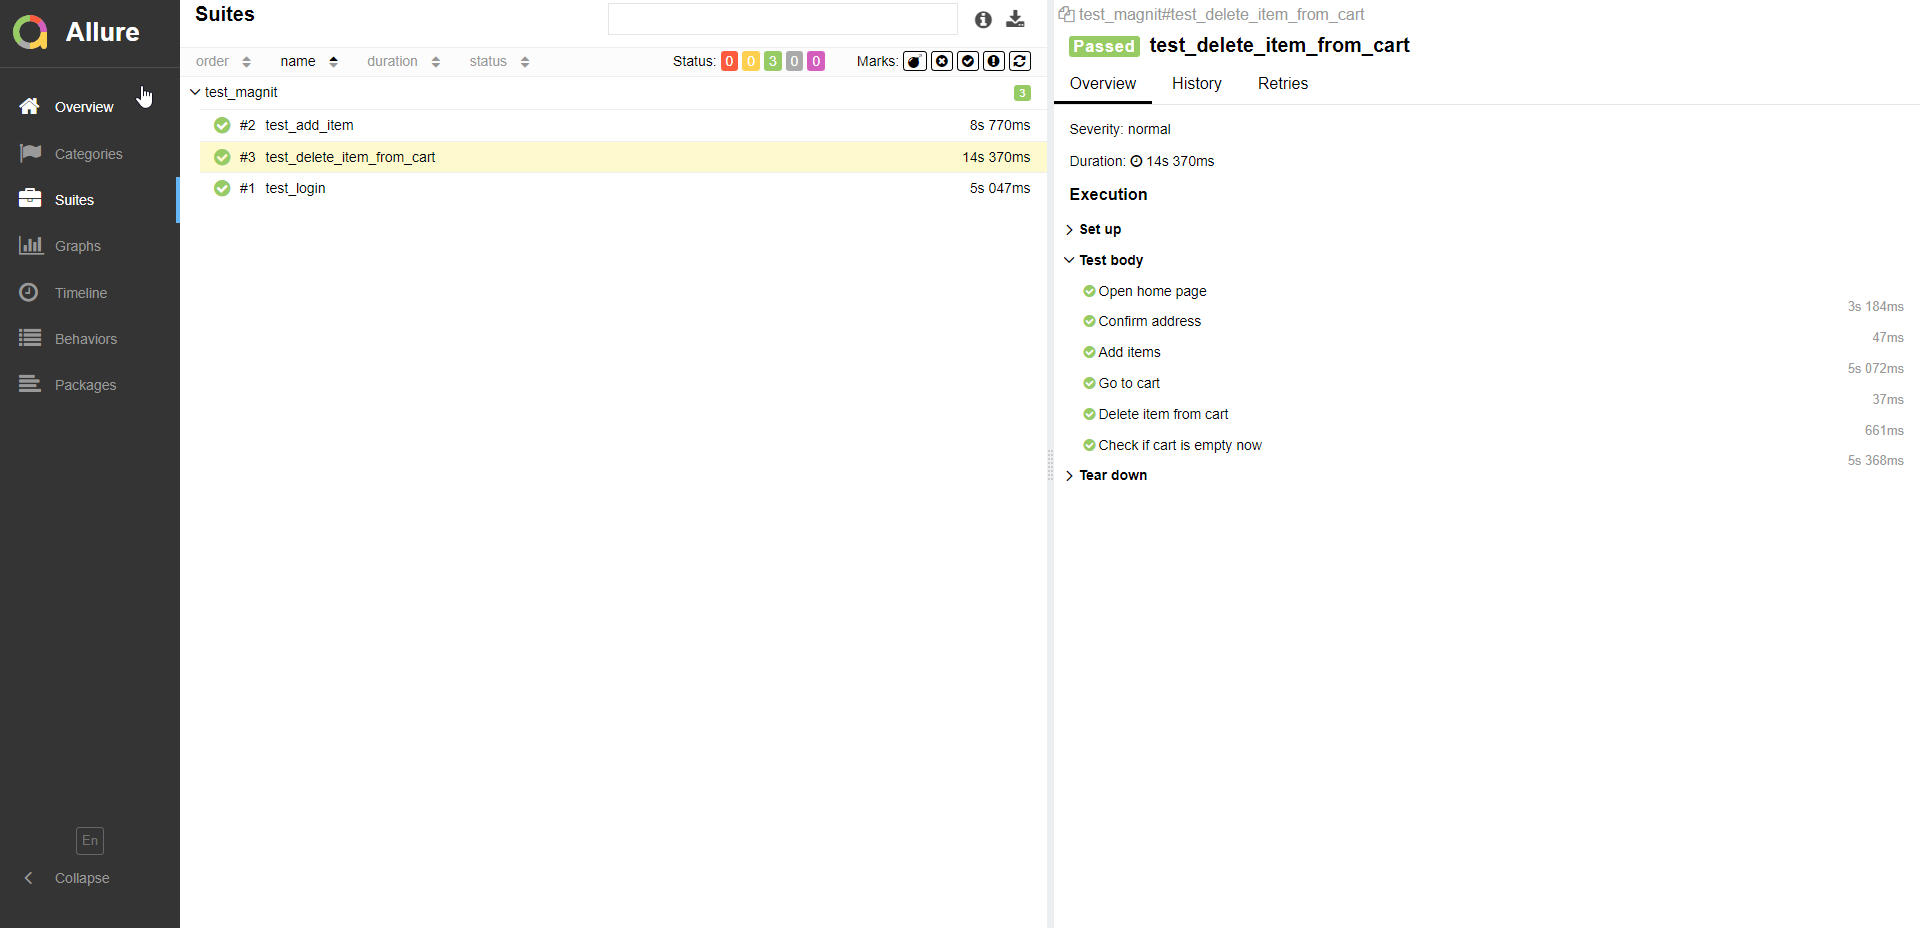 Allure
Overview
Categories
Suites
Graphs
Timeline
Behaviors
Packages
En
Collapse
Suites
order name duration status Status: 0 0 3 0 0 Marks:
test_magnit 3
#2 test_add_item 8s 770ms
#3 test_delete_item_from_cart 14s 370ms
#1 test_login 5s 047ms
test_magnit#test_delete_item_from_cart
Passed test_delete_item_from_cart
Overview History Retries
Severity: normal
Duration: 14s 370ms
Execution
Set up
Test body
Open home page
3s 184ms
Confirm address
47ms
Add items
5s 072ms
Go to cart
37ms
Delete item from cart
661ms
Check if cart is empty now
5s 368ms
Tear down